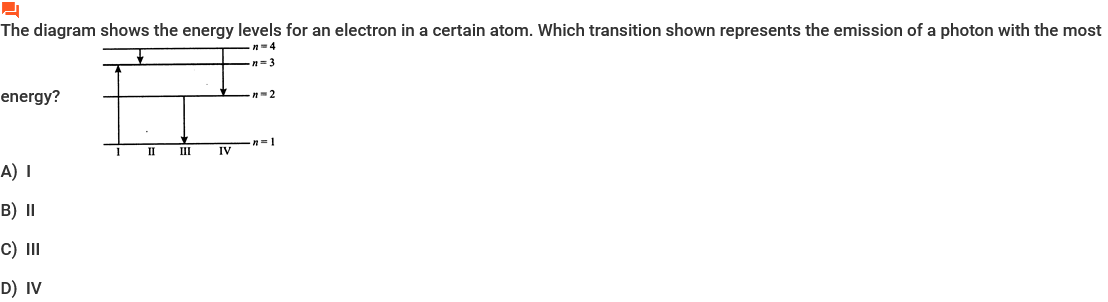 The diagram shows the energy levels for an electron in a certain atom. Which transition shown represents the emission of a photon with the most
n = 4
n = 3
energy?
n = 2
n = 1
I II III IV
A) I
B) II
C) III
D) IV